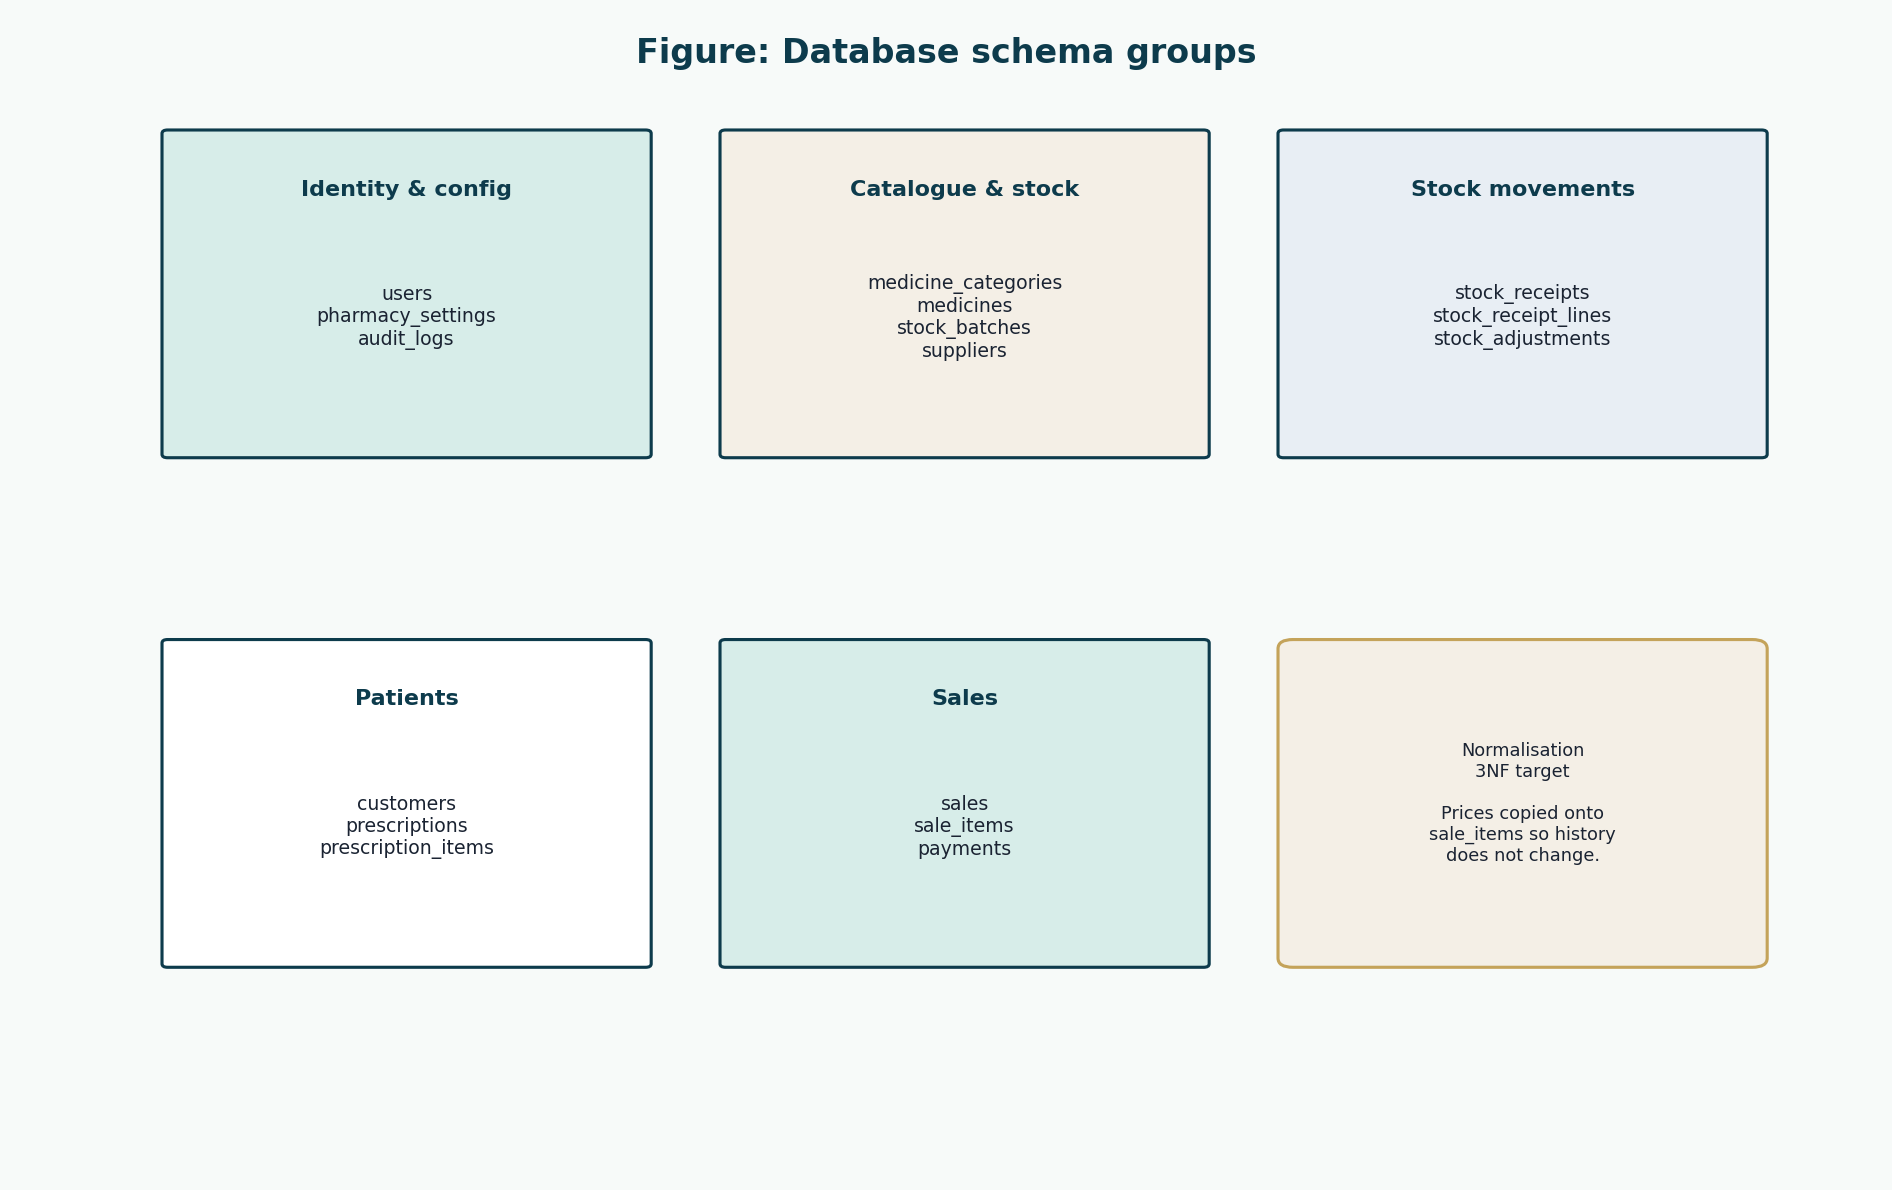 Figure: Database schema groups
Identity & config
users
pharmacy_settings
audit_logs
Catalogue & stock
medicine_categories
medicines
stock_batches
suppliers
Stock movements
stock_receipts
stock_receipt_lines
stock_adjustments
Patients
customers
prescriptions
prescription_items
Sales
sales
sale_items
payments
Normalisation
3NF target
Prices copied onto
sale_items so history
does not change.